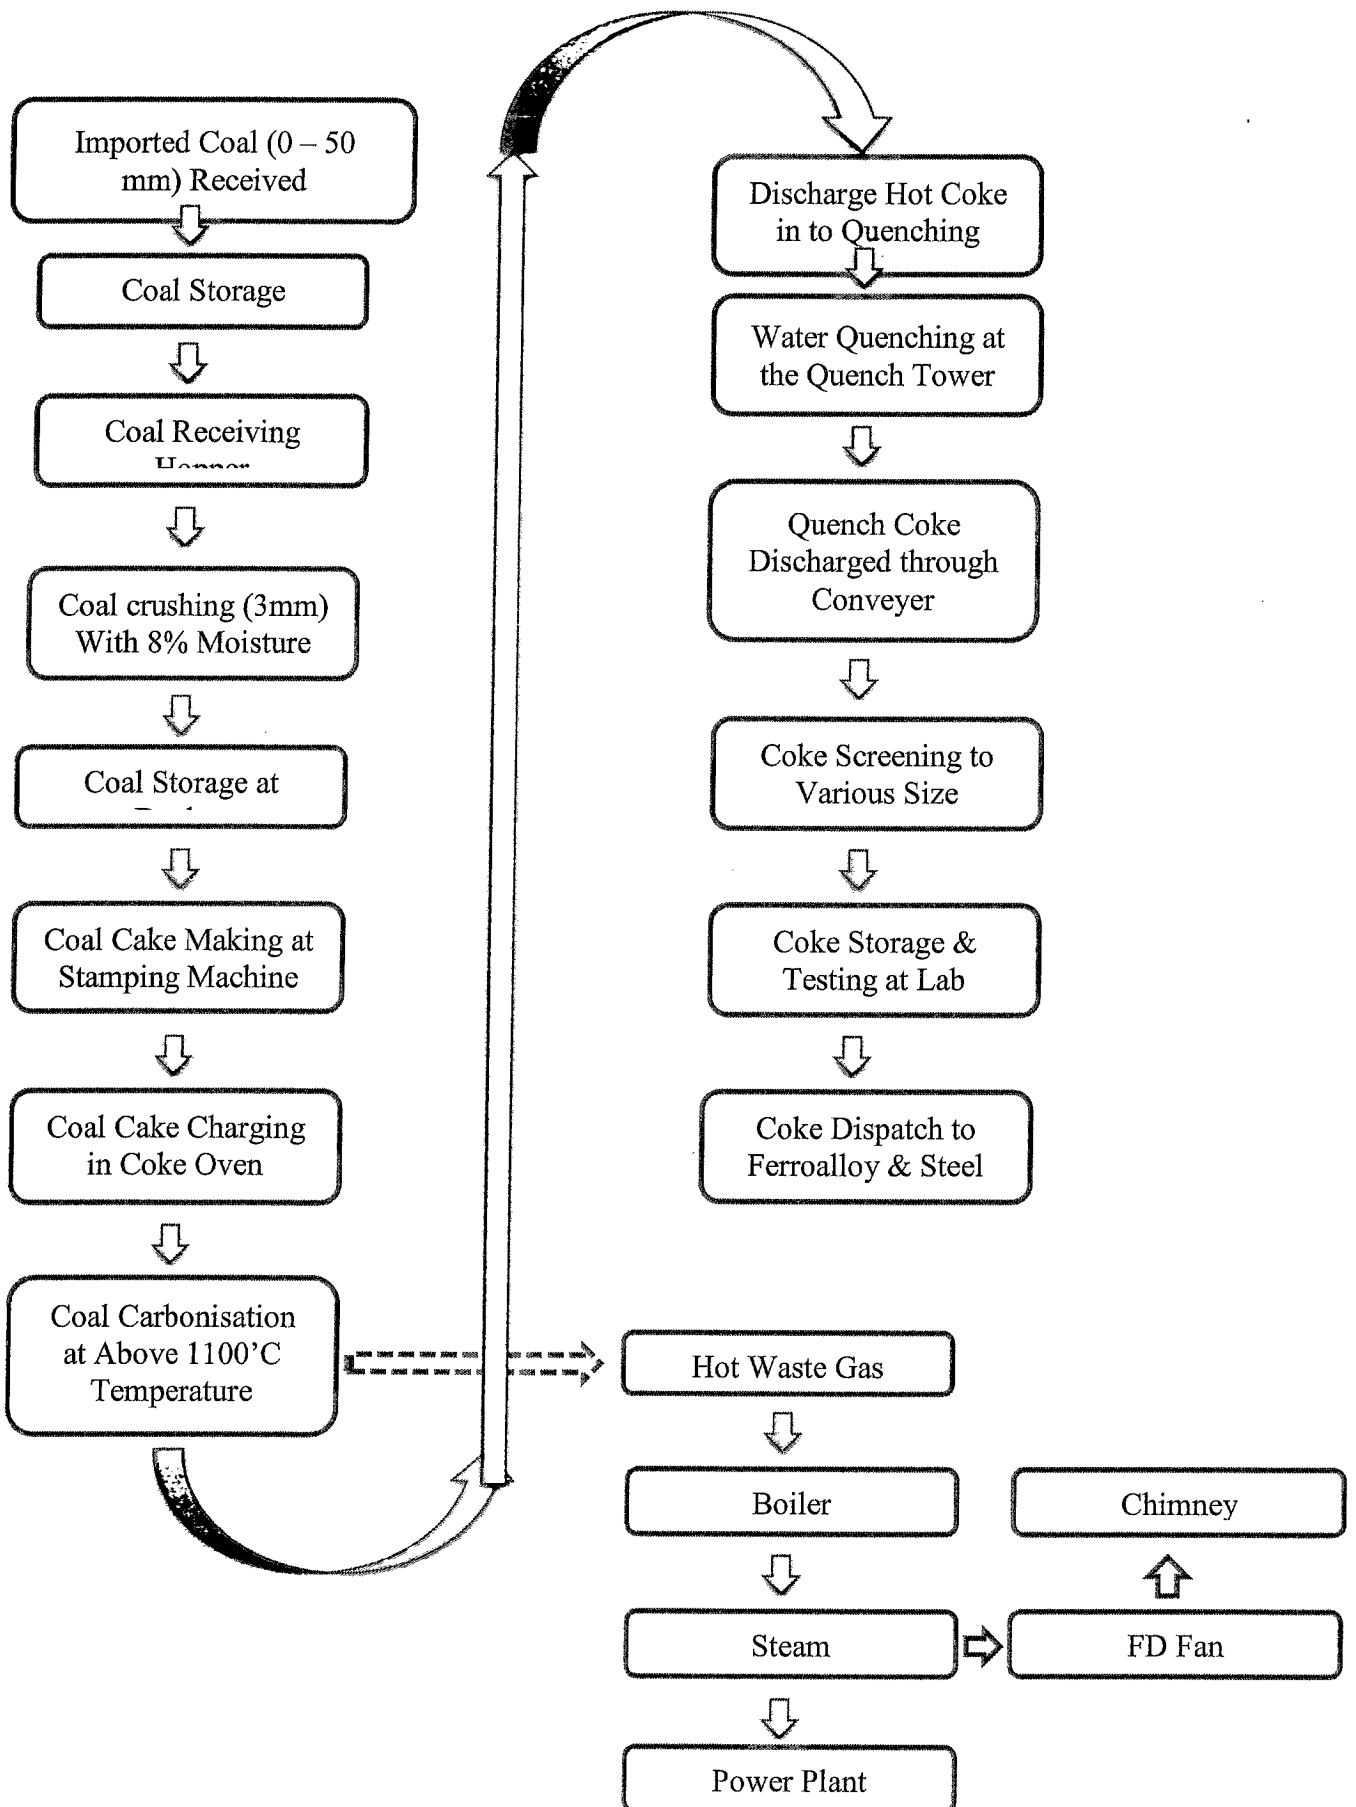 Imported Coal (0 – 50
mm) Received
Coal Storage
Coal Receiving
Coal crushing (3mm)
With 8% Moisture
Coal Storage at
Coal Cake Making at
Stamping Machine
Coal Cake Charging
in Coke Oven
Coal Carbonisation
at Above 1100'C
Temperature
Discharge Hot Coke
in to Quenching
Water Quenching at
the Quench Tower
Quench Coke
Discharged through
Conveyer
Coke Screening to
Various Size
Coke Storage &
Testing at Lab
Coke Dispatch to
Ferroalloy & Steel
Hot Waste Gas
Boiler
Chimney
Steam
FD Fan
Power Plant